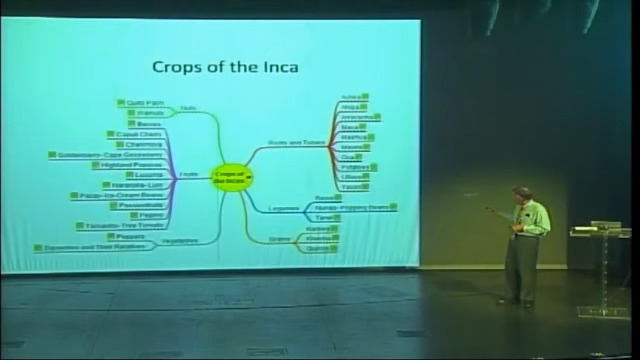 Crops of the Inca
Quito Palm
Walnuts
Nuts
Berries
Capuli Cherry
Cherimoya
Goldenberry-Cape Gooseberry
Highland Papayas
Lucuma
Naranjilla-Lulo
Pacay-Ice-Cream Beans
Passionfruits
Pepino
Tamarillo-Tree Tomato
Fruits
Peppers
Squashes and Their Relatives
Vegetables
Crops of
the Incas
Roots and Tubers
Achira
Ahipa
Arracacha
Maca
Mashua
Mauka
Oca
Potatoes
Ulluco
Yacon
Legumes
Basul
Nunas-Popping Beans
Tarwi
Grains
Kaniwa
Kiwicha
Quinoa